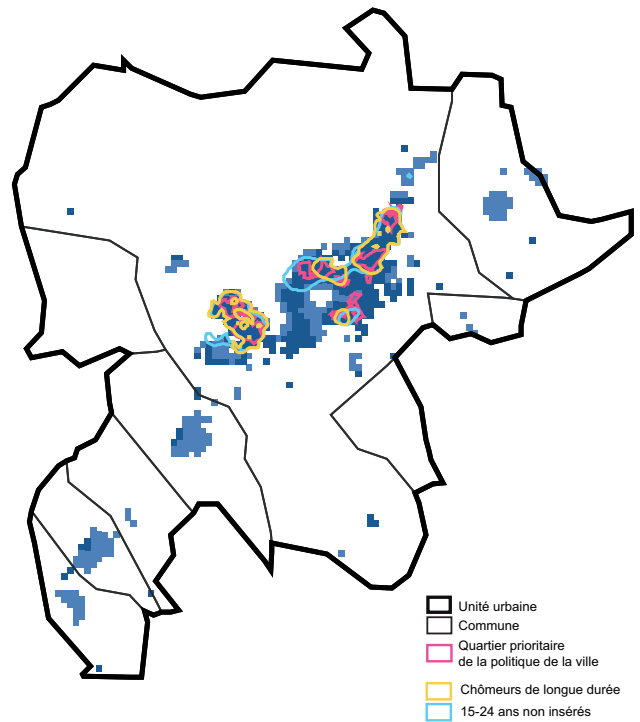 Unité urbaine
Commune
Quartier prioritaire
de la politique de la ville
Chômeurs de longue durée
15-24 ans non insérés